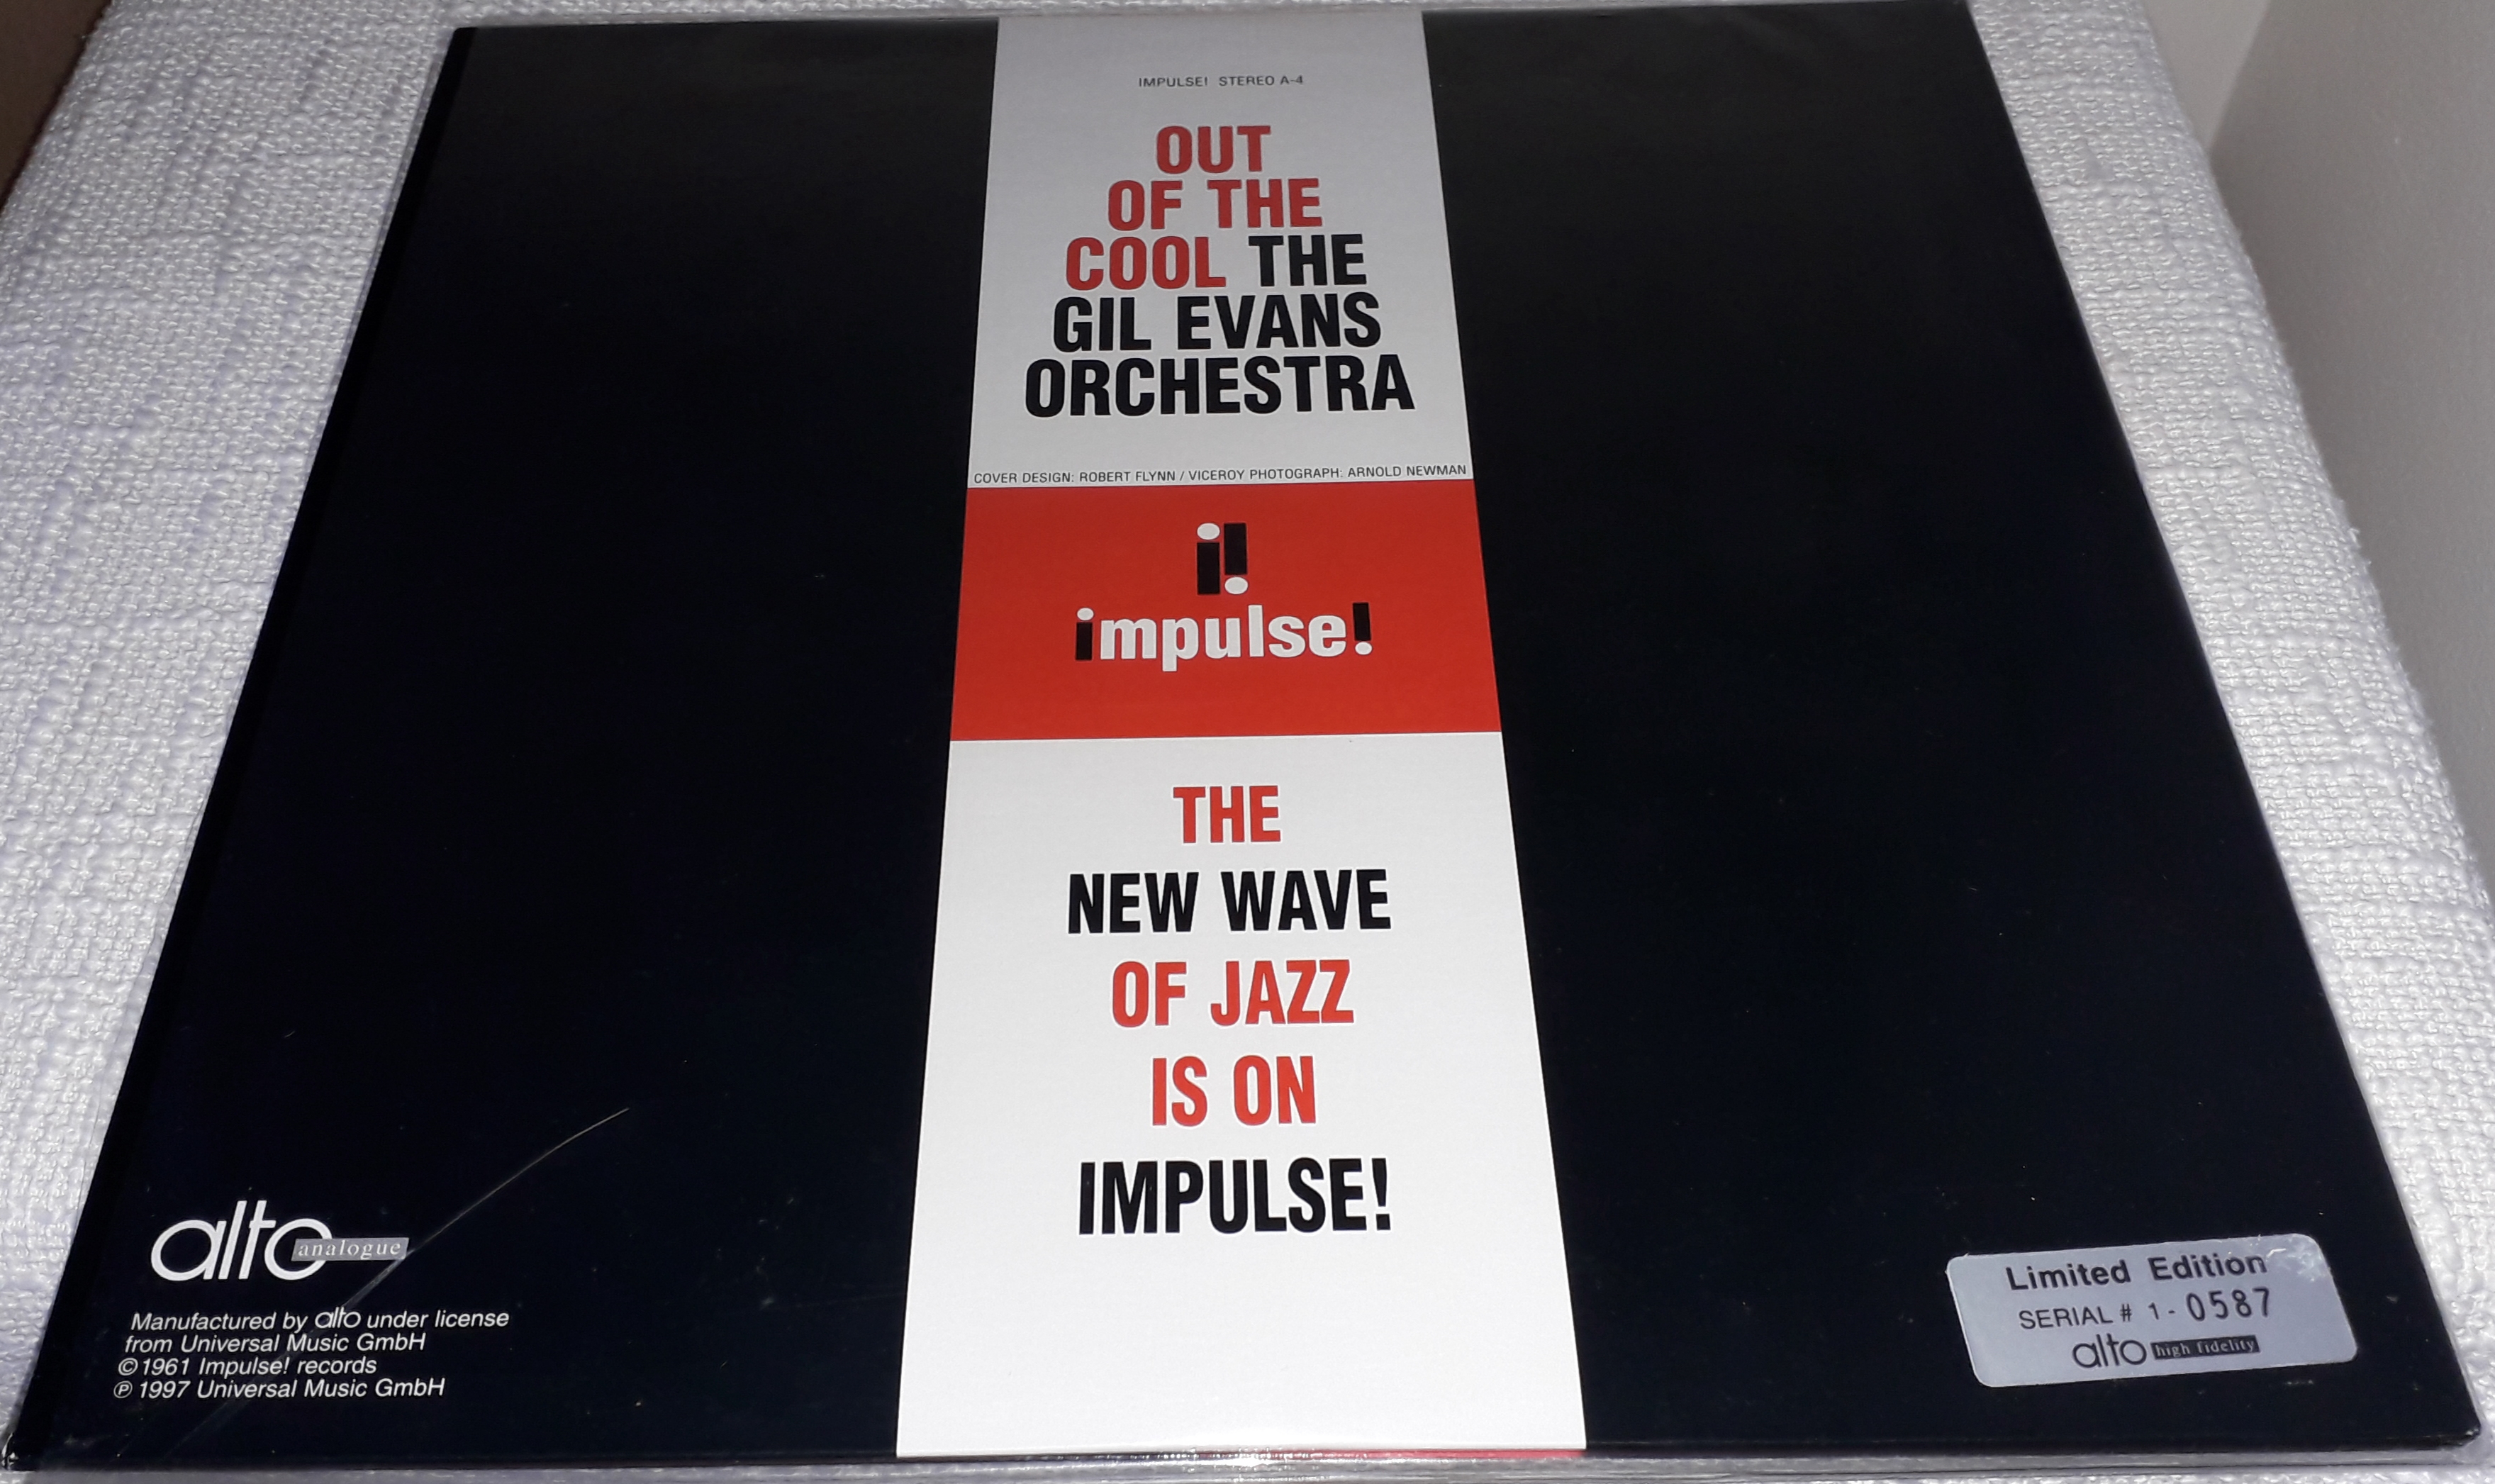 IMPULSE! STEREO A-4
OUT
OF THE
COOL THE
GIL EVANS
ORCHESTRA
COVER DESIGN: ROBERT FLYNN / VICEROY PHOTOGRAPH: ARNOLD NEWMAN
i!
impulse!
THE
NEW WAVE
OF JAZZ
IS ON
IMPULSE!
alto analogue
Manufactured by alto under license
from Universal Music GmbH
©1961 Impulse! records
℗ 1997 Universal Music GmbH
Limited Edition
SERIAL # 1-0587
alto high fidelity